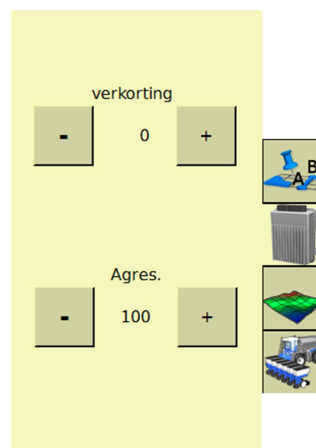 verkorting
- 0 +
B
A
Agres.
- 100 +